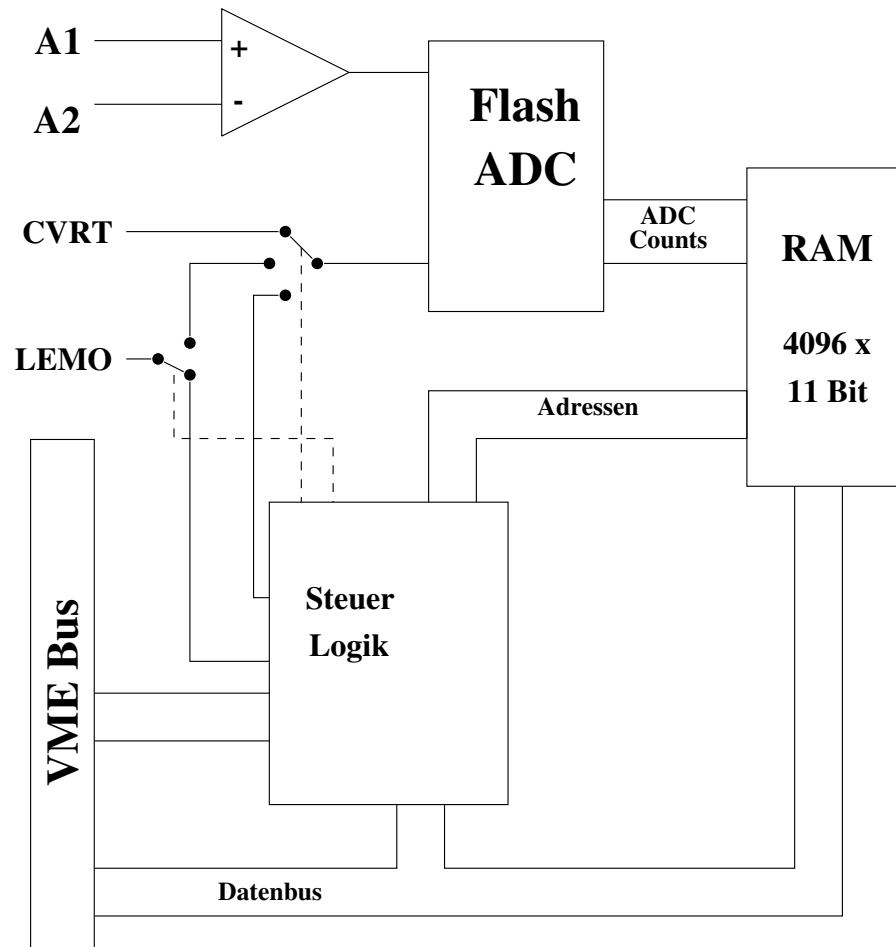 A1
+
A2
-
Flash
ADC
CVRT
ADC
Counts
RAM
LEMO
4096 x
11 Bit
Adressen
Steuer
Logik
VME Bus
Datenbus